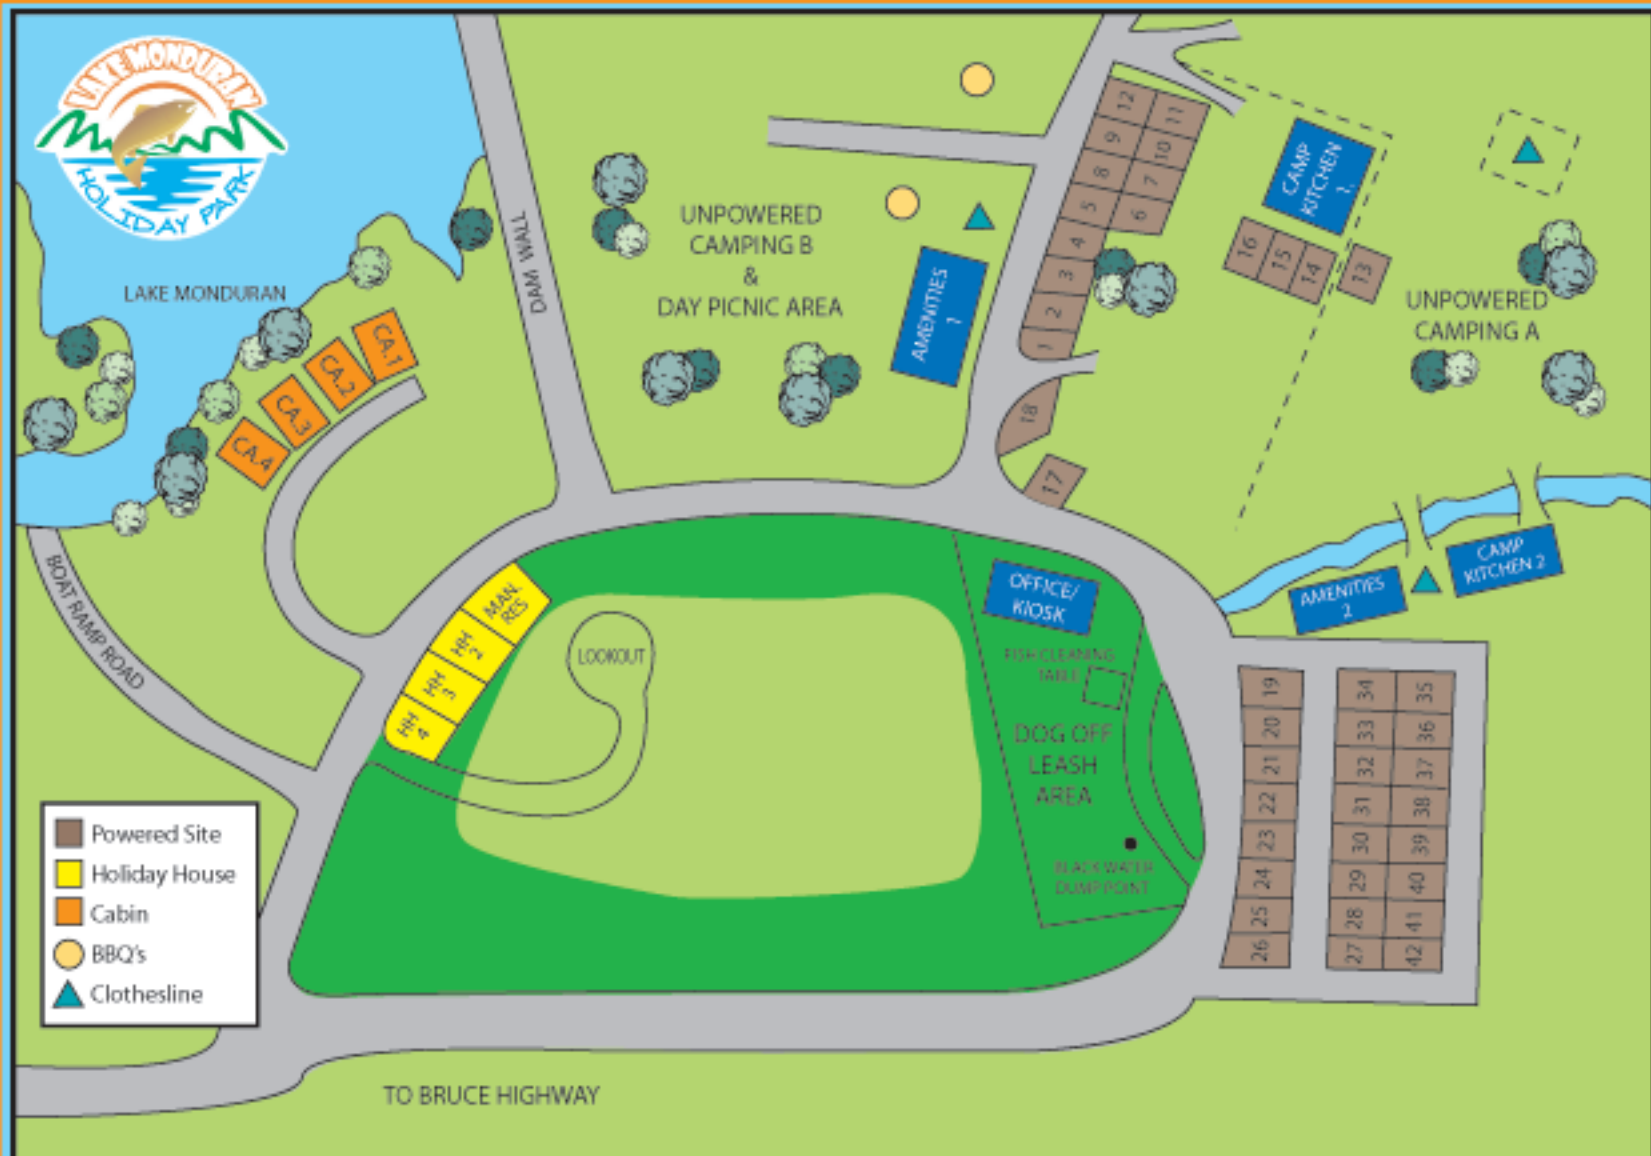 LAKE MONDURAN
HOLIDAY PARK
LAKE MONDURAN
DAM WALL
UNPOWERED
CAMPING B
&
DAY PICNIC AREA
AMENITIES
1
12
11
9
10
8
7
5
6
4
3
2
1
18
17
CAMP
KITCHEN
1
16
15
14
13
UNPOWERED
CAMPING A
CA.1
CA.2
CA.3
CA.4
BOAT RAMP ROAD
MAN.
RES
HH
2
HH
3
HH
4
LOOKOUT
OFFICE/
KIOSK
FISH CLEANING
TABLE
DOG OFF
LEASH
AREA
BLACK WATER
DUMP POINT
AMENITIES
2
CAMP
KITCHEN 2
19
20
21
22
23
24
25
26
34
33
32
31
30
29
28
27
35
36
37
38
39
40
41
42
Powered Site
Holiday House
Cabin
BBQ's
Clothesline
TO BRUCE HIGHWAY